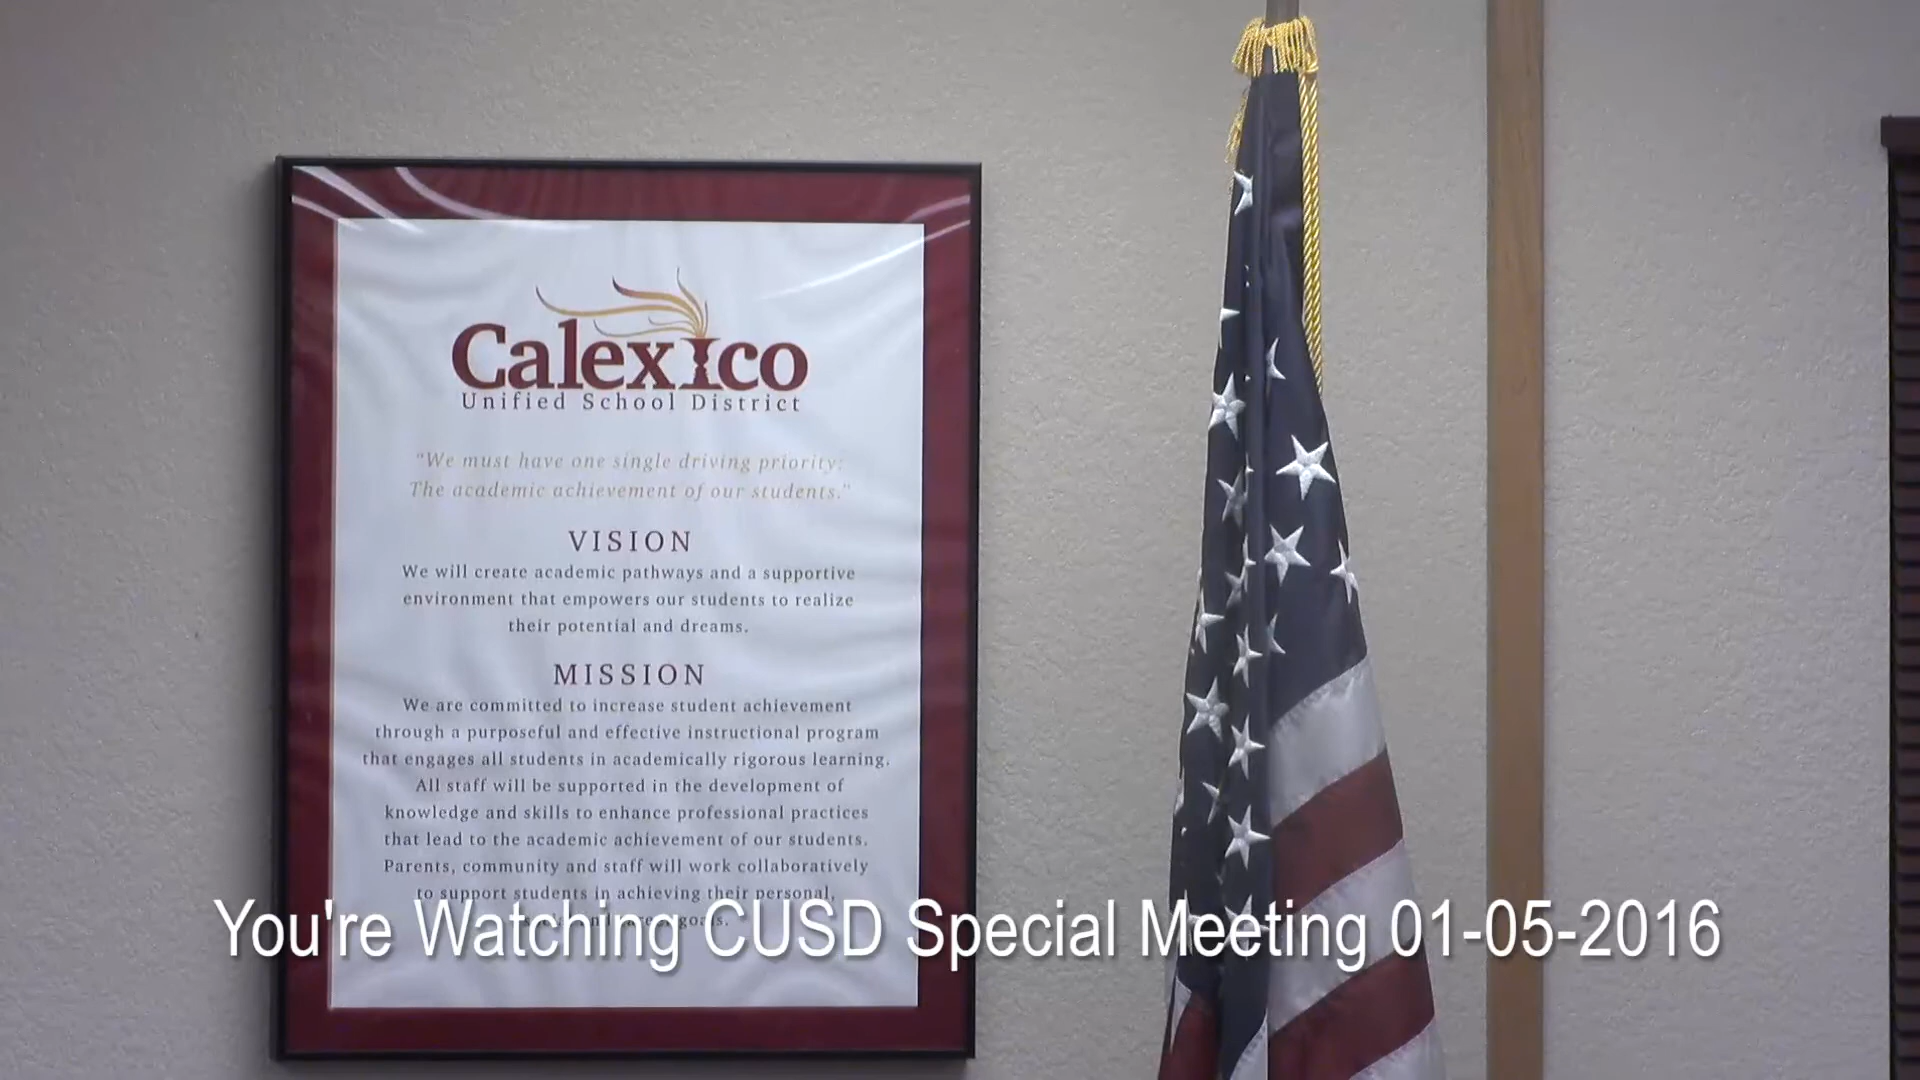 Calexico
Unified School District
"We must have one single driving priority:
The academic achievement of our students."
VISION
We will create academic pathways and a supportive
environment that empowers our students to realize
their potential and dreams.
MISSION
We are committed to increase student achievement
through a purposeful and effective instructional program
that engages all students in academically rigorous learning.
All staff will be supported in the development of
knowledge and skills to enhance professional practices
that lead to the academic achievement of our students.
Parents, community and staff will work collaboratively
to support students in achieving their personal,
goals.
You're Watching CUSD Special Meeting 01-05-2016